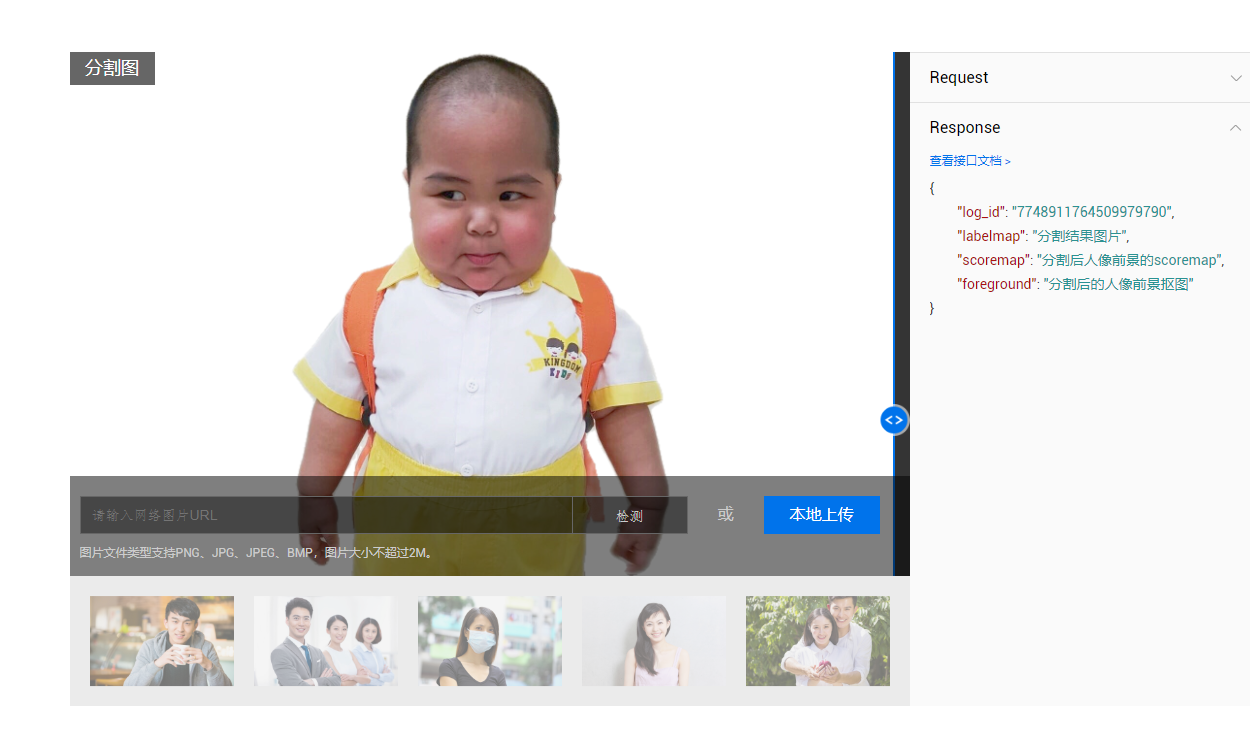 分割图
KINGDOM
KIDS
请输入网络图片URL
检测
或
本地上传
图片文件类型支持PNG、JPG、JPEG、BMP，图片大小不超过2M。
Request
Response
查看接口文档 >
{
"log_id": "7748911764509979790",
"labelmap": "分割结果图片",
"scoremap": "分割后人像前景的scoremap",
"foreground": "分割后的人像前景抠图"
}